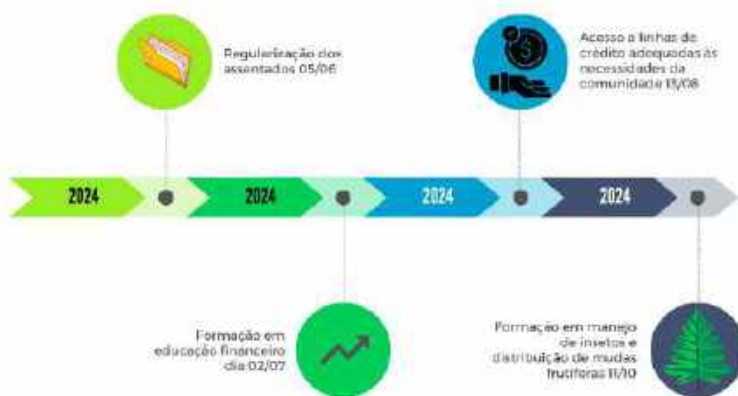 Regularização dos
assentados 05/06
Acesso a linhas de
crédito adequadas às
necessidades da
comunidade 13/08
2024
2024
2024
2024
Formação em
educação financeiro
dia 02/07
Formação em manejo
de insetos e
distribuição de mudas
frutíferas 11/10